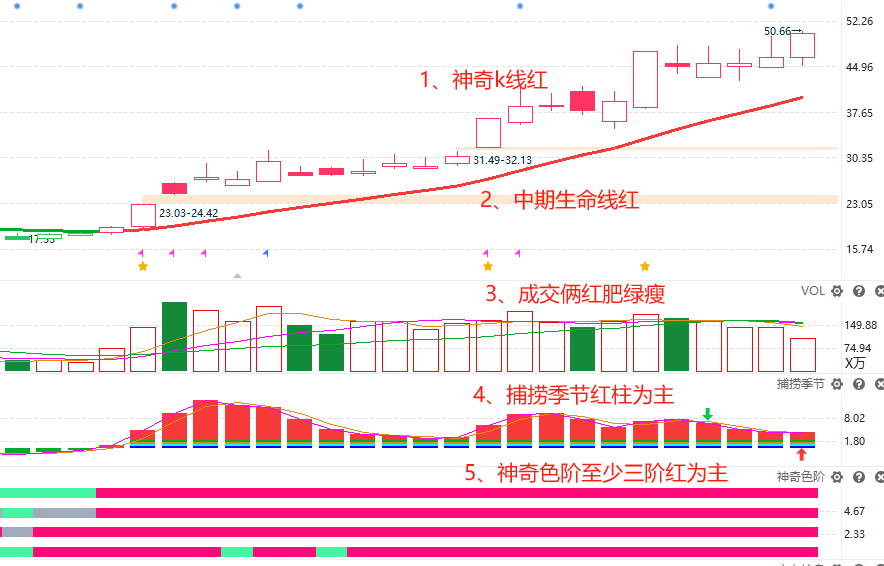 52.26
50.66
1、神奇k线红
44.96
37.65
31.49-32.13
30.35
2、中期生命线红
23.05
23.03-24.42
17.55
15.74
3、成交俩红肥绿瘦
VOL
149.88
74.94
X万
4、捕捞季节红柱为主
捕捞季节
8.02
1.80
5、神奇色阶至少三阶红为主
神奇色阶
4.67
2.33